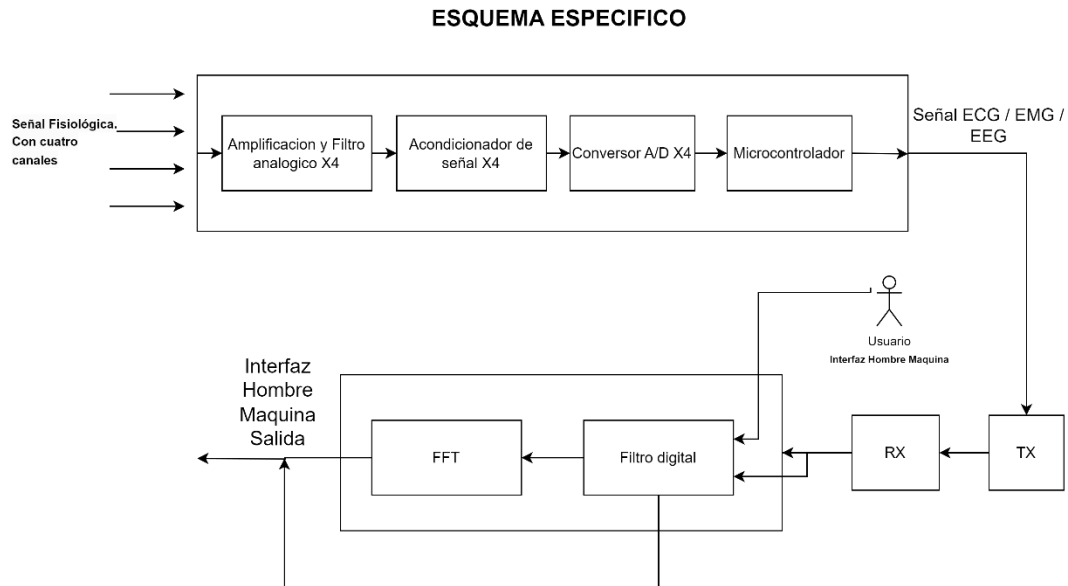 ESQUEMA ESPECIFICO
Señal Fisiológica.
Con cuatro
canales
Amplificacion y Filtro
analogico X4
Acondicionador de
señal X4
Conversor A/D X4
Microcontrolador
Señal ECG / EMG /
EEG
Usuario
Interfaz Hombre Maquina
Interfaz
Hombre
Maquina
Salida
FFT
Filtro digital
RX
TX